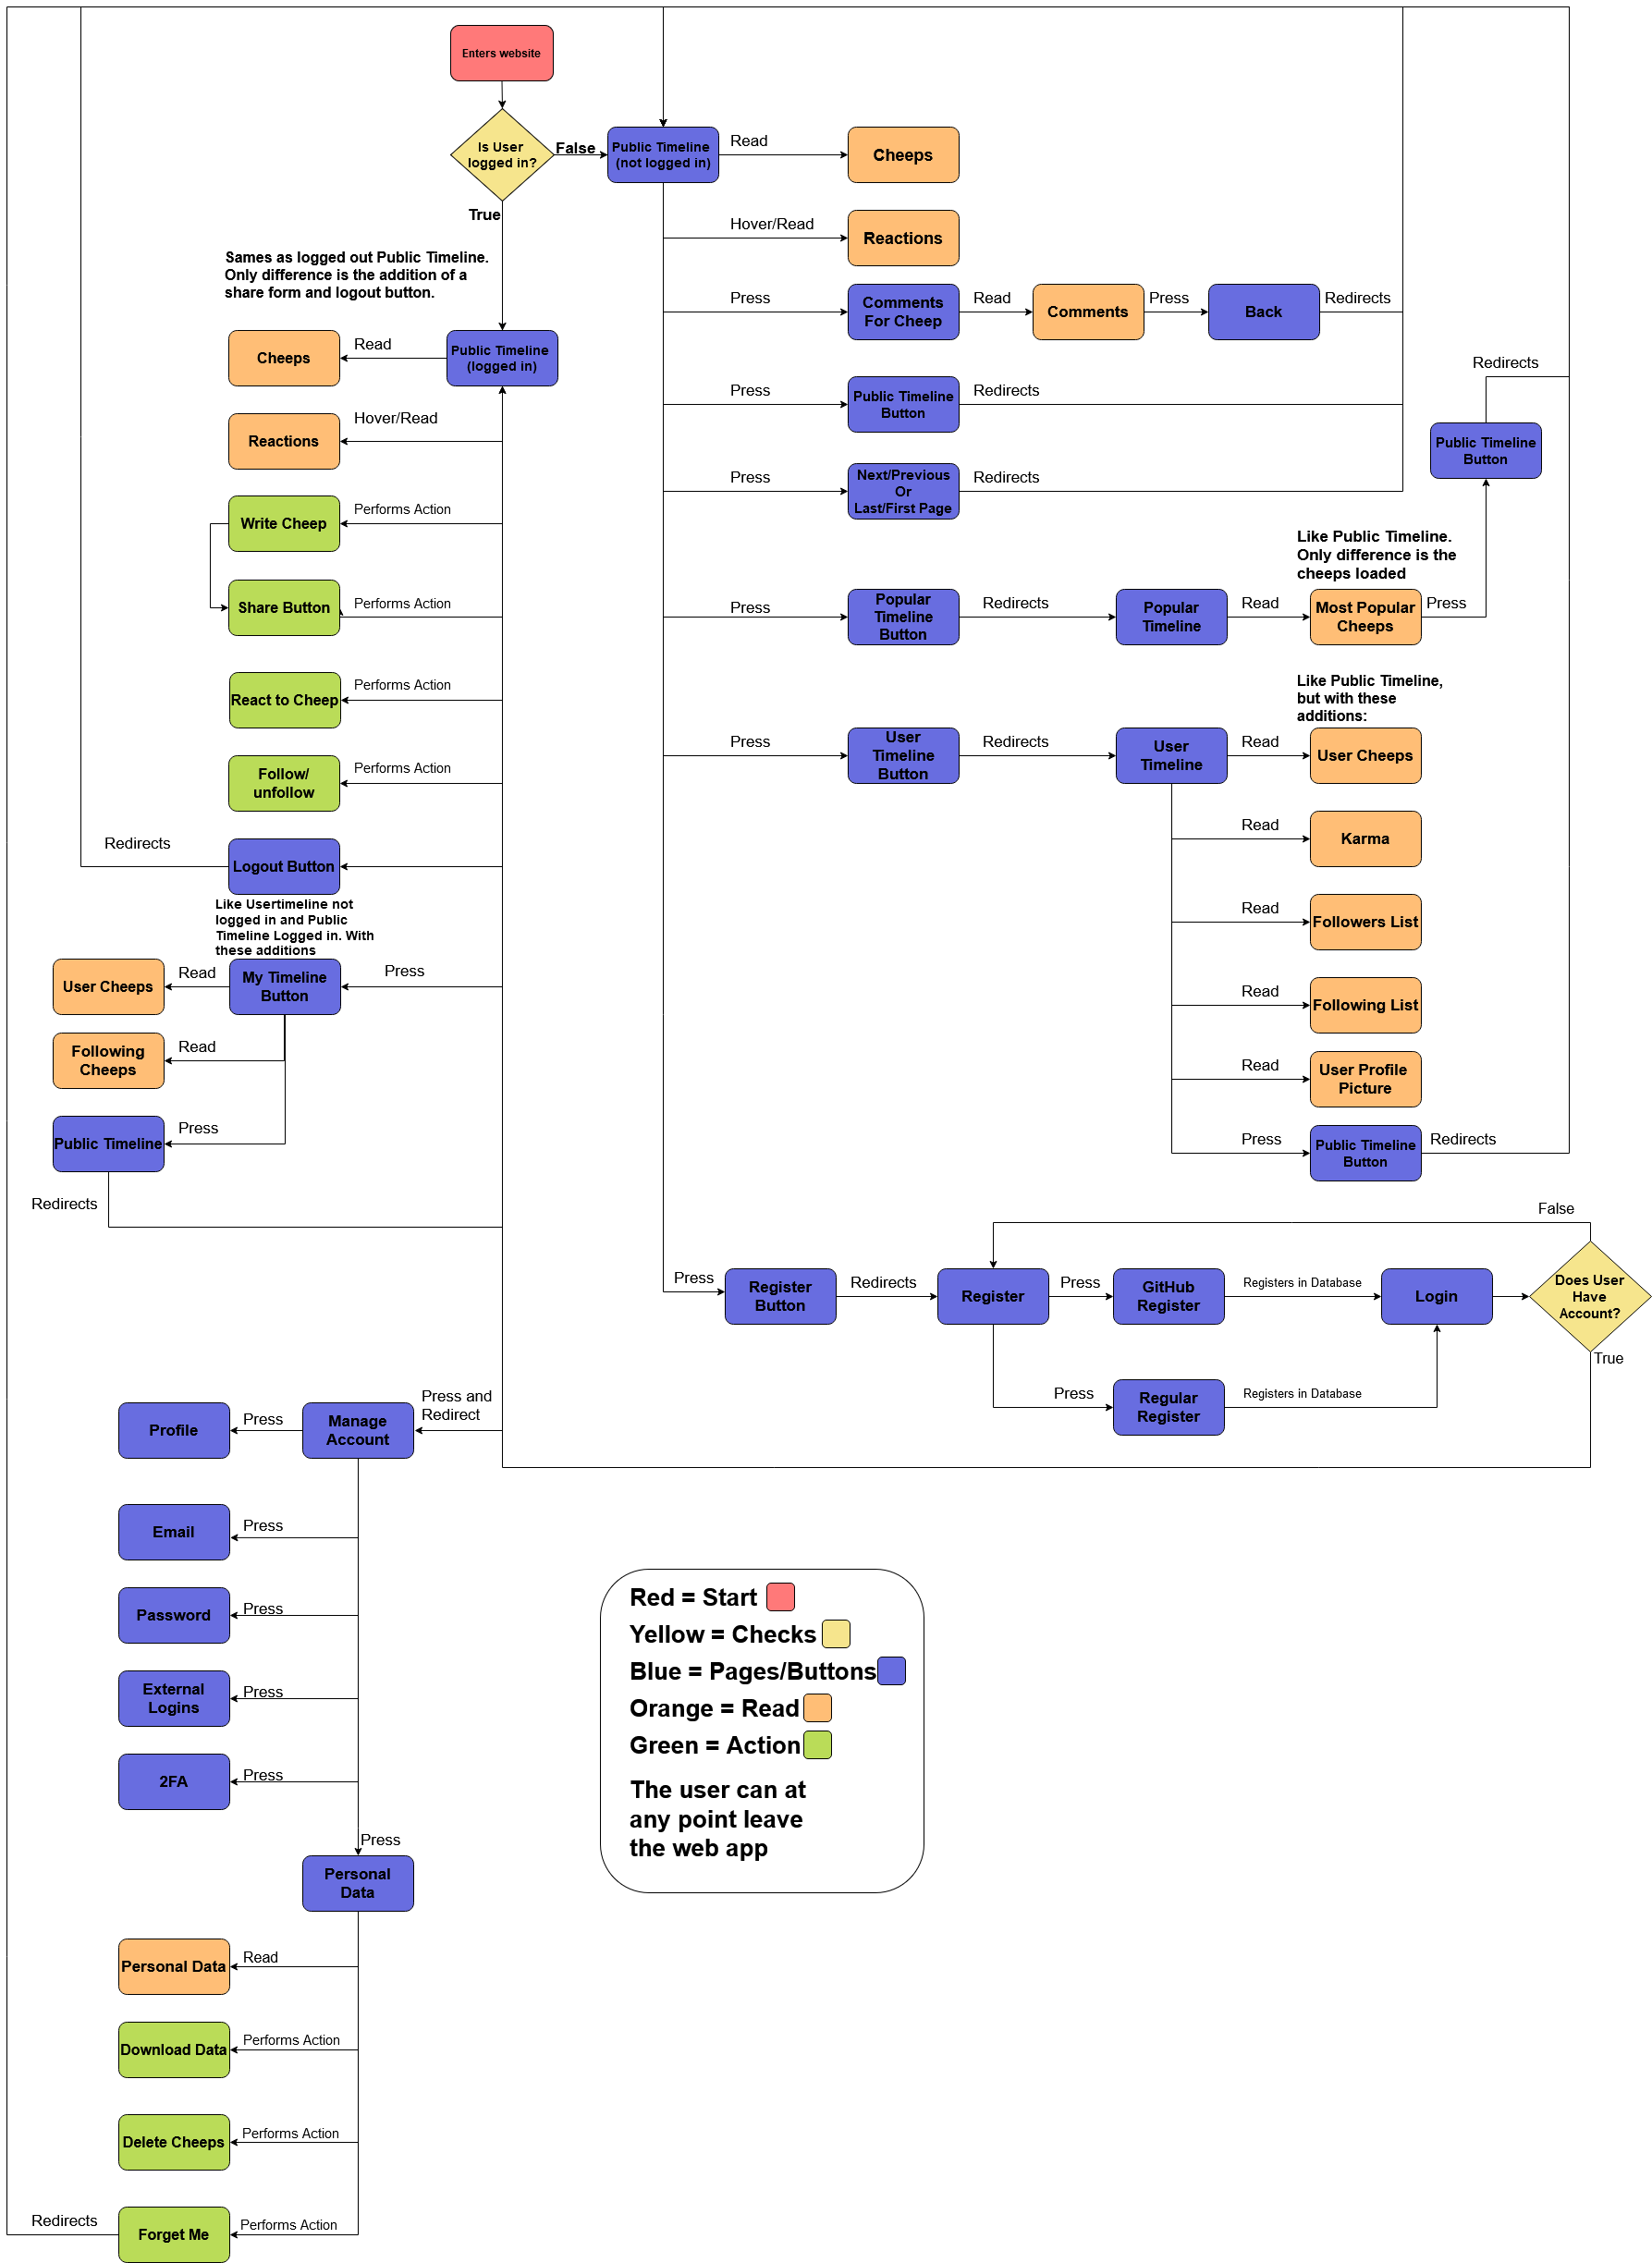 Enters website
Is User
logged in?
False
True
Public Timeline
(not logged in)
Read
Cheeps
Hover/Read
Reactions
Press
Comments
For Cheep
Read
Comments
Press
Back
Redirects
Press
Public Timeline
Button
Redirects
Press
Next/Previous
Or
Last/First Page
Redirects
Press
Popular
Timeline
Button
Redirects
Popular
Timeline
Read
Like Public Timeline.
Only difference is the
cheeps loaded
Most Popular
Cheeps
Press
Public Timeline
Button
Redirects
Press
User
Timeline
Button
Redirects
User
Timeline
Like Public Timeline,
but with these
additions:
Read
User Cheeps
Read
Karma
Read
Followers List
Read
Following List
Read
User Profile
Picture
Press
Public Timeline
Button
Redirects
Press
Register
Button
Redirects
Register
Press
GitHub
Register
Registers in Database
Login
Press
Regular
Register
Registers in Database
Does User
Have
Account?
False
True
Sames as logged out Public Timeline.
Only difference is the addition of a
share form and logout button.
Public Timeline
(logged in)
Read
Cheeps
Hover/Read
Reactions
Performs Action
Write Cheep
Performs Action
Share Button
Performs Action
React to Cheep
Performs Action
Follow/
unfollow
Logout Button
Redirects
Like Usertimeline not
logged in and Public
Timeline Logged in. With
these additions
Press
My Timeline
Button
Read
User Cheeps
Read
Following
Cheeps
Press
Public Timeline
Redirects
Press and
Redirect
Manage
Account
Press
Profile
Press
Email
Press
Password
Press
External
Logins
Press
2FA
Press
Personal
Data
Read
Personal Data
Performs Action
Download Data
Performs Action
Delete Cheeps
Performs Action
Forget Me
Redirects
Red = Start
Yellow = Checks
Blue = Pages/Buttons
Orange = Read
Green = Action
The user can at
any point leave
the web app